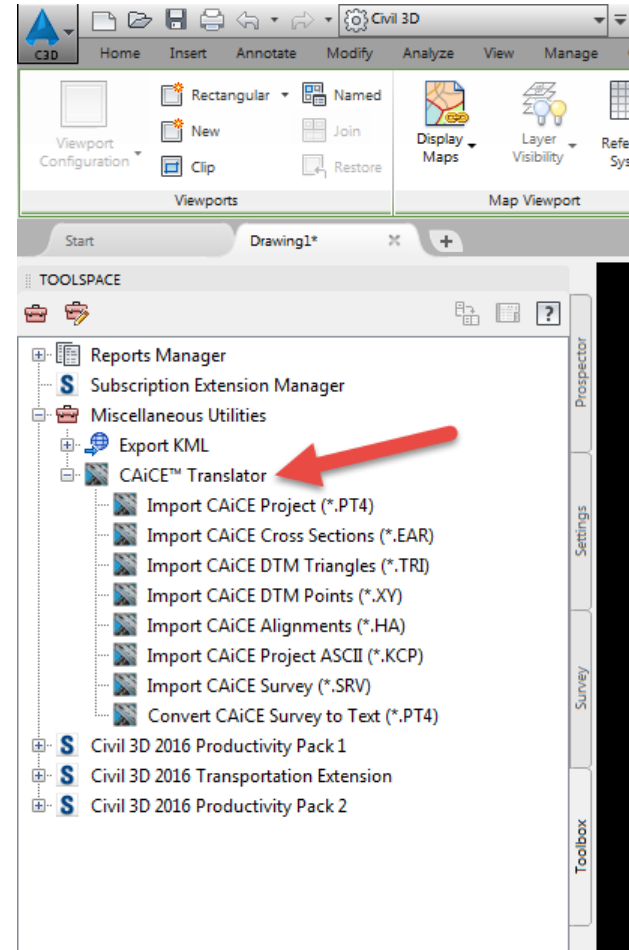 Civil 3D
C3D Home Insert Annotate Modify Analyze View Manage
Viewport
Configuration
Rectangular
Named
New
Join
Clip
Restore
Viewports
Display
Maps
Layer
Visibility
Map Viewport
Start
Drawing1*
TOOLSPACE
?
Reports Manager
S Subscription Extension Manager
Miscellaneous Utilities
Export KML
CAiCE™ Translator
Import CAiCE Project (*.PT4)
Import CAiCE Cross Sections (*.EAR)
Import CAiCE DTM Triangles (*.TRI)
Import CAiCE DTM Points (*.XY)
Import CAiCE Alignments (*.HA)
Import CAiCE Project ASCII (*.KCP)
Import CAiCE Survey (*.SRV)
Convert CAiCE Survey to Text (*.PT4)
S Civil 3D 2016 Productivity Pack 1
S Civil 3D 2016 Transportation Extension
S Civil 3D 2016 Productivity Pack 2
Prospector
Settings
Survey
Toolbox